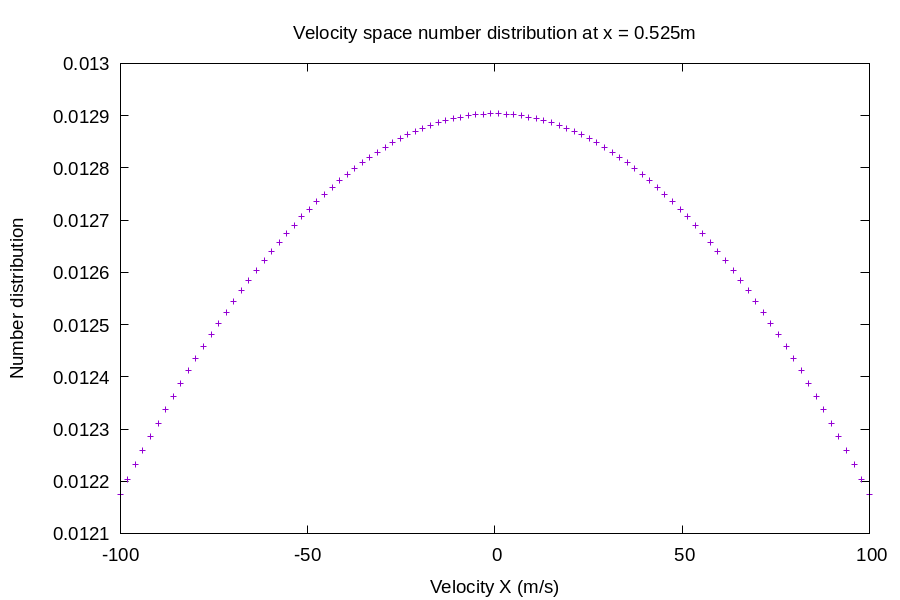 Velocity space number distribution at x = 0.525m
0.013
0.0129
0.0128
0.0127
0.0126
0.0125
0.0124
0.0123
0.0122
0.0121
Number distribution
-100 -50 0 50 100
Velocity X (m/s)